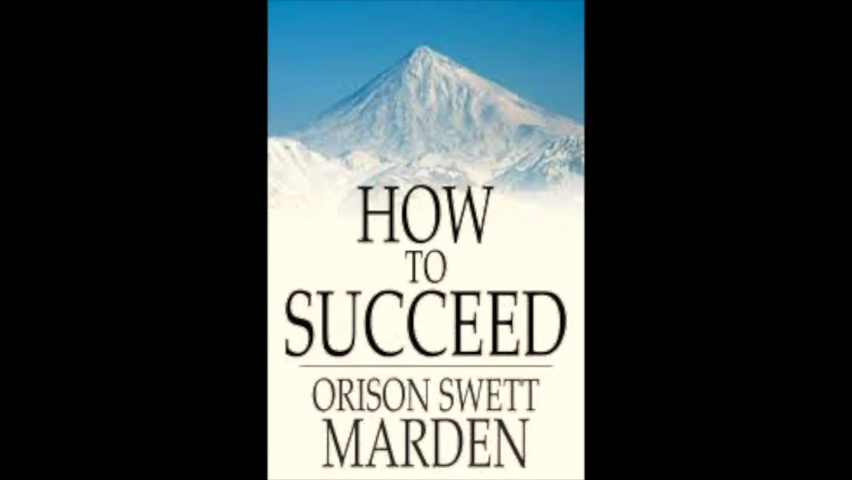 HOW
TO
SUCCEED
ORISON SWETT
MARDEN